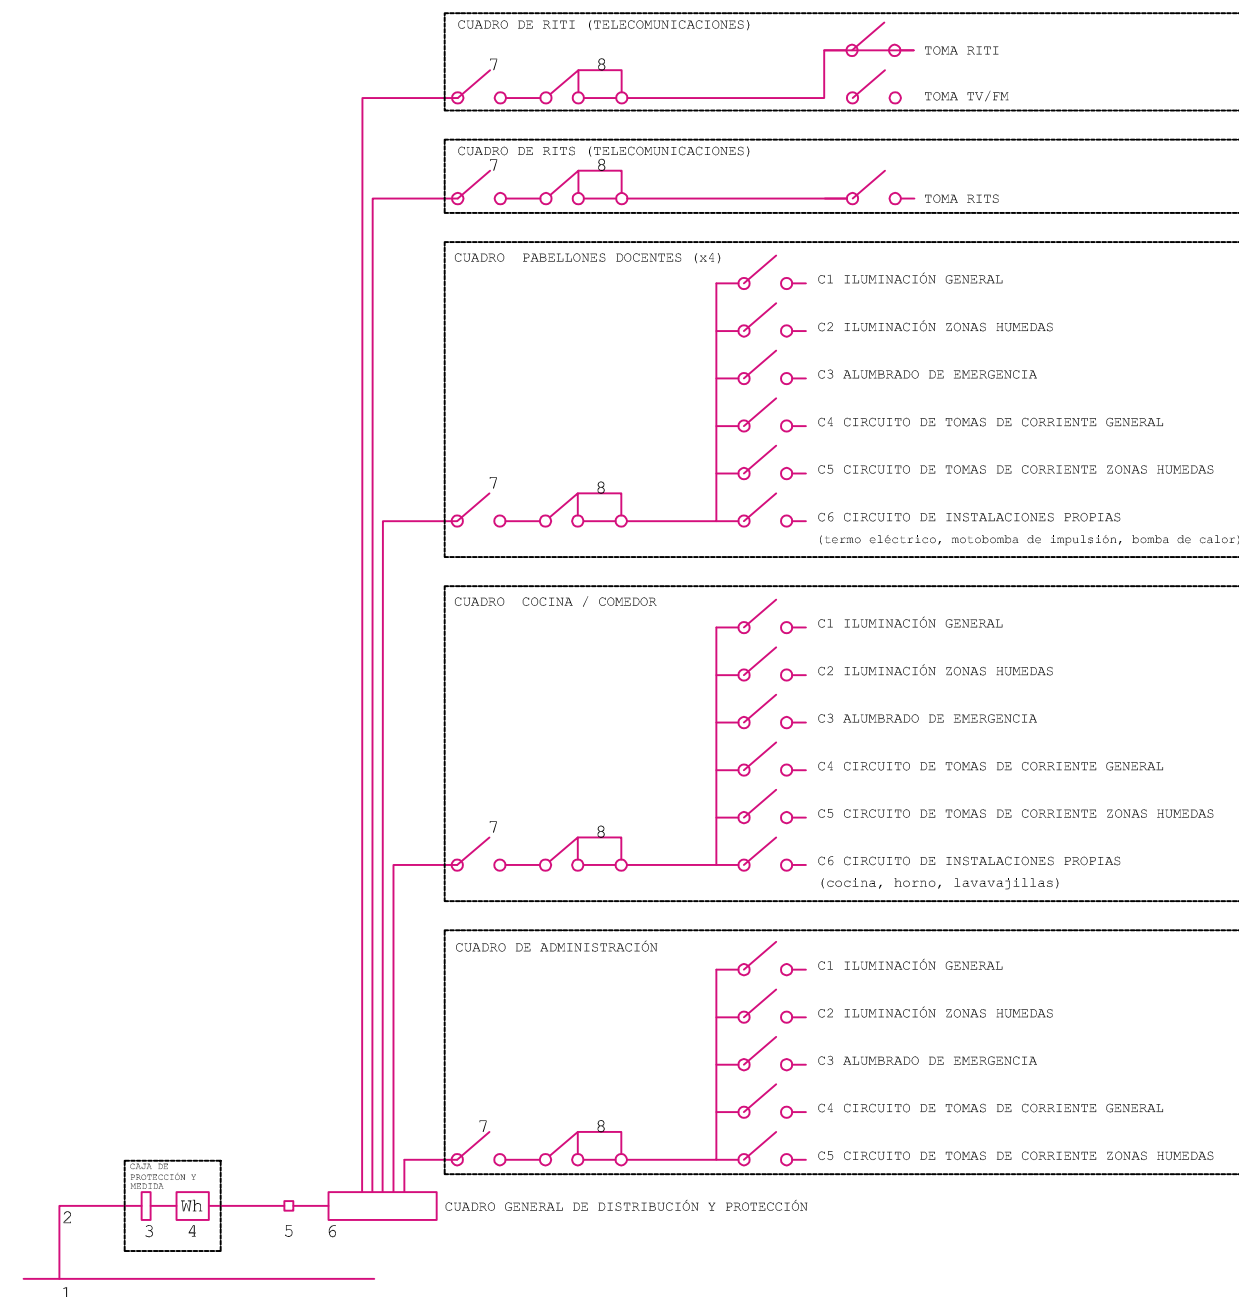 CUADRO DE RITI (TELECOMUNICACIONES)
7
8
TOMA RITI
TOMA TV/FM
CUADRO DE RITS (TELECOMUNICACIONES)
7
8
TOMA RITS
CUADRO PABELLONES DOCENTES (x4)
C1 ILUMINACIÓN GENERAL
C2 ILUMINACIÓN ZONAS HUMEDAS
C3 ALUMBRADO DE EMERGENCIA
C4 CIRCUITO DE TOMAS DE CORRIENTE GENERAL
C5 CIRCUITO DE TOMAS DE CORRIENTE ZONAS HUMEDAS
7
8
C6 CIRCUITO DE INSTALACIONES PROPIAS
(termo eléctrico, motobomba de impulsión, bomba de calor)
CUADRO COCINA / COMEDOR
C1 ILUMINACIÓN GENERAL
C2 ILUMINACIÓN ZONAS HUMEDAS
C3 ALUMBRADO DE EMERGENCIA
C4 CIRCUITO DE TOMAS DE CORRIENTE GENERAL
C5 CIRCUITO DE TOMAS DE CORRIENTE ZONAS HUMEDAS
7
8
C6 CIRCUITO DE INSTALACIONES PROPIAS
(cocina, horno, lavavajillas)
CUADRO DE ADMINISTRACIÓN
C1 ILUMINACIÓN GENERAL
C2 ILUMINACIÓN ZONAS HUMEDAS
C3 ALUMBRADO DE EMERGENCIA
C4 CIRCUITO DE TOMAS DE CORRIENTE GENERAL
7
8
C5 CIRCUITO DE TOMAS DE CORRIENTE ZONAS HUMEDAS
CAJA DE
PROTECCIÓN Y
MEDIDA
Wh
CUADRO GENERAL DE DISTRIBUCIÓN Y PROTECCIÓN
2
3
4
5
6
1